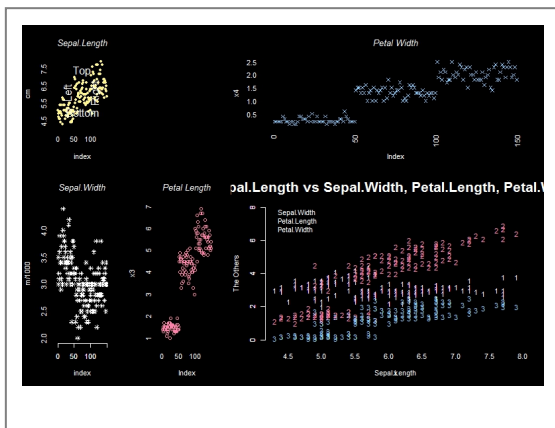 Sepal.Length
Top
Left
Bottom
cm
4.5 5.5 6.5 7.5
0 50 100
index
Petal Width
x4
0.5 1.0 1.5 2.0 2.5
0 50 100 150
Index
Sepal.Width
m/1000
2.0 2.5 3.0 3.5 4.0
0 50 100
index
Petal Length
x3
1 2 3 4 5 6 7
0 50 100
Index
pal.Length vs Sepal.Width, Petal.Length, Petal.W
Sepal.Width
Petal.Length
Petal.Width
The Others
0 2 4 6 8
4.5 5.0 5.5 6.0 6.5 7.0 7.5 8.0